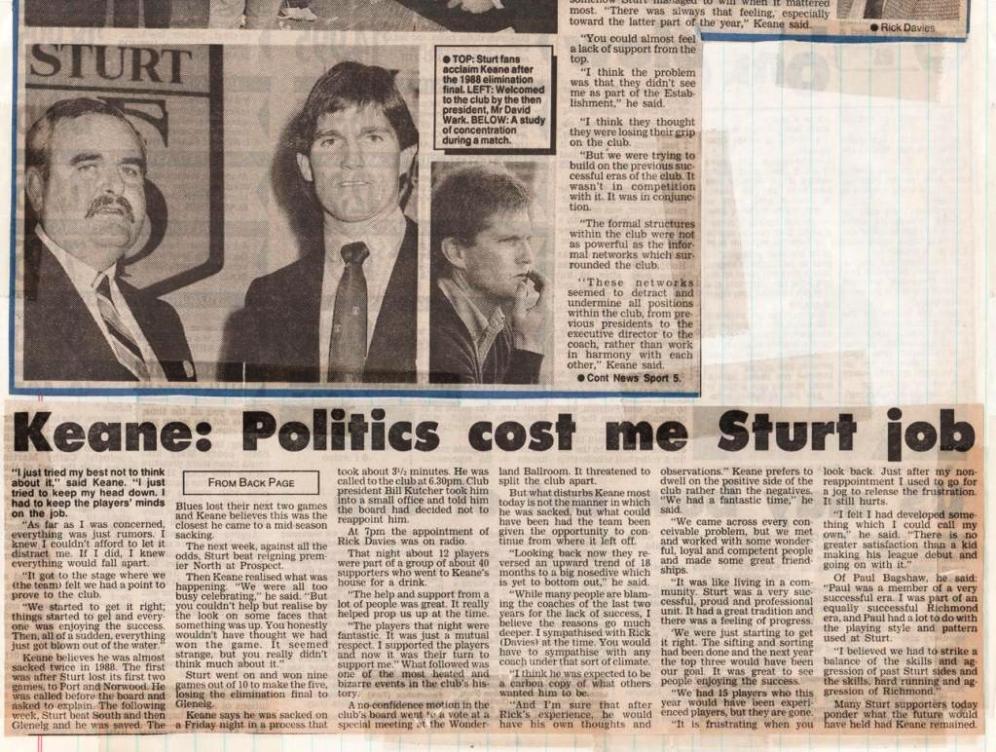 somehow Sturt managed to win when it mattered
most. "There was always that feeling, especially
toward the latter part of the year," Keane said.
● Rick Davies
STURT
● TOP: Sturt fans
acclaim Keane after
the 1988 elimination
final. LEFT: Welcomed
to the club by the then
president, Mr David
Wark. BELOW: A study
of concentration
during a match.
"You could almost feel
a lack of support from the
top.
"I think the problem
was that they didn't see
me as part of the Estab-
lishment," he said.
"I think they thought
they were losing their grip
on the club.
"But we were trying to
build on the previous suc-
cessful eras of the club. It
wasn't in competition
with it. It was in conjunc-
tion.
"The formal structures
within the club were not
as powerful as the infor-
mal networks which sur-
rounded the club.
"These networks
seemed to detract and
undermine all positions
within the club, from pre-
vious presidents to the
executive director to the
coach, rather than work
in harmony with each
other," Keane said.
● Cont News Sport 5.
Keane: Politics cost me Sturt job
"I just tried my best not to think
about it." said Keane. "I just
tried to keep my head down. I
had to keep the players' minds
on the job.
"As far as I was concerned,
everything was just rumors. I
knew I couldn't afford to let it
distract me. If I did, I knew
everything would fall apart.
"It got to the stage where we
(the team) felt we had a point to
prove to the club.
"We started to get it right;
things started to gel and every-
one was enjoying the success.
Then, all of a sudden, everything
just got blown out of the water."
Keane believes he was almost
sacked twice in 1988. The first
was after Sturt lost its first two
games, to Port and Norwood. He
was called before the board and
asked to explain. The following
week, Sturt beat South and then
Glenelg and he was saved. The
FROM BACK PAGE
Blues lost their next two games
and Keane believes this was the
closest he came to a mid-season
sacking.
The next week, against all the
odds, Sturt beat reigning prem-
ier North at Prospect.
Then Keane realised what was
happening. "We were all too
busy celebrating," he said. "But
you couldn't help but realise by
the look on some faces that
something was up. You honestly
wouldn't have thought we had
won the game. It seemed
strange, but you really didn't
think much about it."
Sturt went on and won nine
games out of 10 to make the five,
losing the elimination final to
Glenelg.
Keane says he was sacked on
a Friday night in a process that
took about 3½ minutes. He was
called to the club at 6.30pm. Club
president Bill Kutcher took him
into a small office and told him
the board had decided not to
reappoint him.
At 7pm the appointment of
Rick Davies was on radio.
That night about 12 players
were part of a group of about 40
supporters who went to Keane's
house for a drink.
"The help and support from a
lot of people was great. It really
helped prop us up at the time.
"The players that night were
fantastic. It was just a mutual
respect. I supported the players
and now it was their turn to
support me." What followed was
one of the most heated and
bizarre events in the club's his-
tory.
A no-confidence motion in the
club's board went to a vote at a
special meeting at the Wonder-
land Ballroom. It threatened to
split the club apart.
But what disturbs Keane most
today is not the manner in which
he was sacked, but what could
have been had the team been
given the opportunity to con-
tinue from where it left off.
"Looking back now they re-
versed an upward trend of 18
months to a big nosedive which
is yet to bottom out," he said.
"While many people are blam-
ing the coaches of the last two
years for the lack of success, I
believe the reasons go much
deeper. I sympathised with Rick
(Davies) at the time. You would
have to sympathise with any
coach under that sort of climate.
"I think he was expected to be
a carbon copy of what others
wanted him to be.
"And I'm sure that after
Rick's experience, he would
have his own thoughts and
observations." Keane prefers to
dwell on the positive side of the
club rather than the negatives.
"We had a fantastic time," he
said.
"We came across every con-
ceivable problem, but we met
and worked with some wonder-
ful, loyal and competent people
and made some great friend-
ships.
"It was like living in a com-
munity. Sturt was a very suc-
cessful, proud and professional
unit. It had a great tradition and
there was a feeling of progress.
"We were just starting to get
it right. The sifting and sorting
had been done and the next year
the top three would have been
our goal. It was great to see
people enjoying the success.
"We had 15 players who this
year would have been experi-
enced players, but they are gone.
"It is frustrating when you
look back. Just after my non-
reappointment I used to go for
a jog to release the frustration.
It still hurts.
"I felt I had developed some-
thing which I could call my
own," he said. "There is no
greater satisfaction than a kid
making his league debut and
going on with it."
Of Paul Bagshaw, he said:
"Paul was a member of a very
successful era. I was part of an
equally successful Richmond
era, and Paul had a lot to do with
the playing style and pattern
used at Sturt.
"I believed we had to strike a
balance of the skills and ag-
gression of past Sturt sides and
the skills, hard running and ag-
gression of Richmond."
Many Sturt supporters today
ponder what the future would
have held had Keane remained.